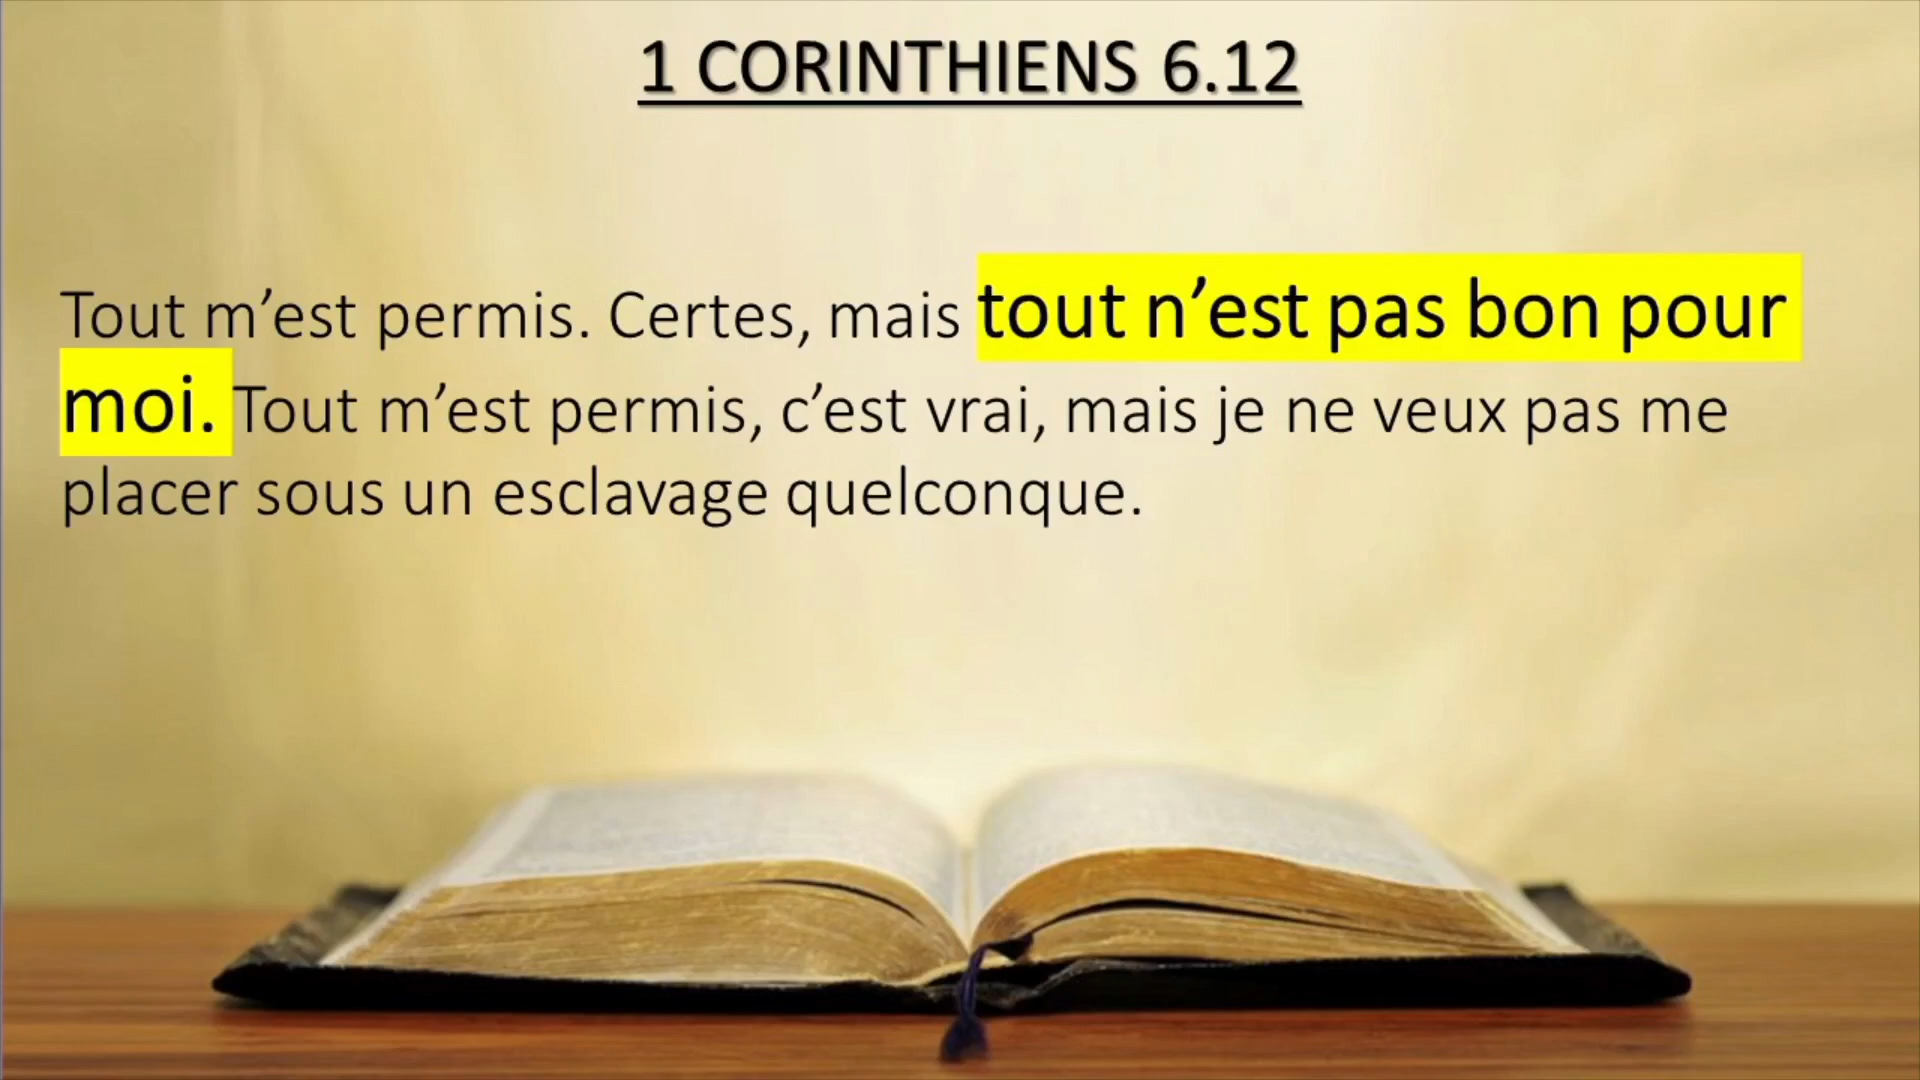 1 CORINTHIENS 6.12
Tout m’est permis. Certes, mais tout n’est pas bon pour
moi. Tout m’est permis, c’est vrai, mais je ne veux pas me
placer sous un esclavage quelconque.